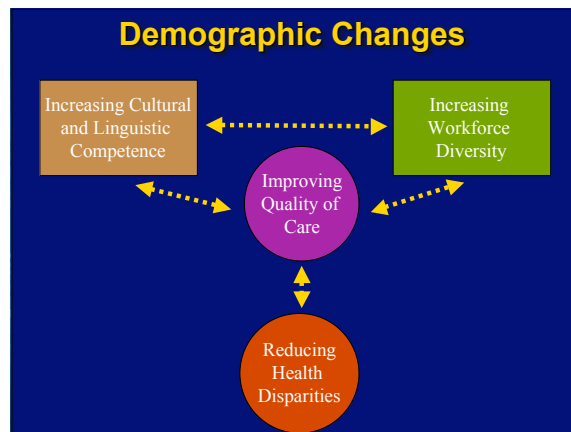 Demographic Changes
Increasing Cultural
and Linguistic
Competence
Increasing
Workforce
Diversity
Improving
Quality of
Care
Reducing
Health
Disparities